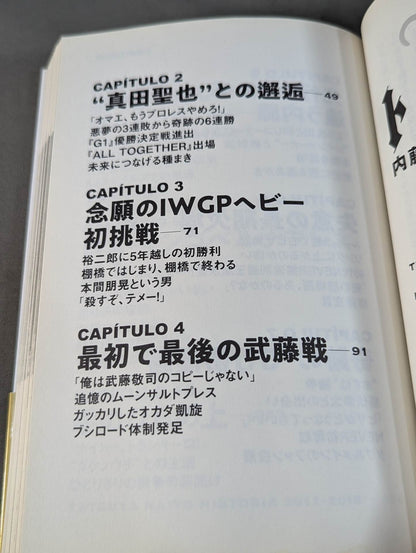 CAPÍTULO 2
“真田聖也”との邂逅―49
「オマエ、もうプロレスやめろ!」
悪夢の3連敗から奇跡の6連勝
『G1』優勝決定戦進出
『ALL TOGETHER』出場
未来につなげる種まき
CAPÍTULO 3
念願のIWGPヘビー
初挑戦―71
裕二郎に5年越しの初勝利
棚橋ではじまり、棚橋で終わる
本間朋晃という男
「殺すぞ、テメー!」
CAPÍTULO 4
最初で最後の武藤戦―91
「俺は武藤敬司のコピーじゃない」
追憶のムーンサルトプレス
ガッカリしたオカダ凱旋
ブシロード体制発足
ト
内藤